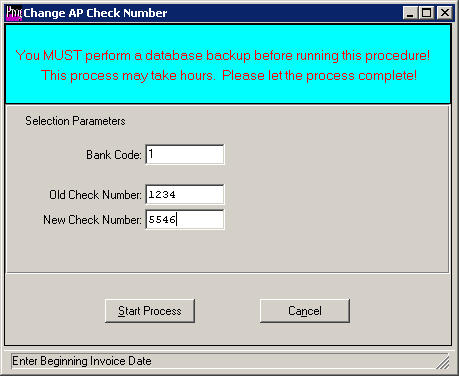 Change AP Check Number
You MUST perform a database backup before running this procedure!
This process may take hours. Please let the process complete!
Selection Parameters
Bank Code: 1
Old Check Number: 1234
New Check Number: 5546
Start Process Cancel
Enter Beginning Invoice Date